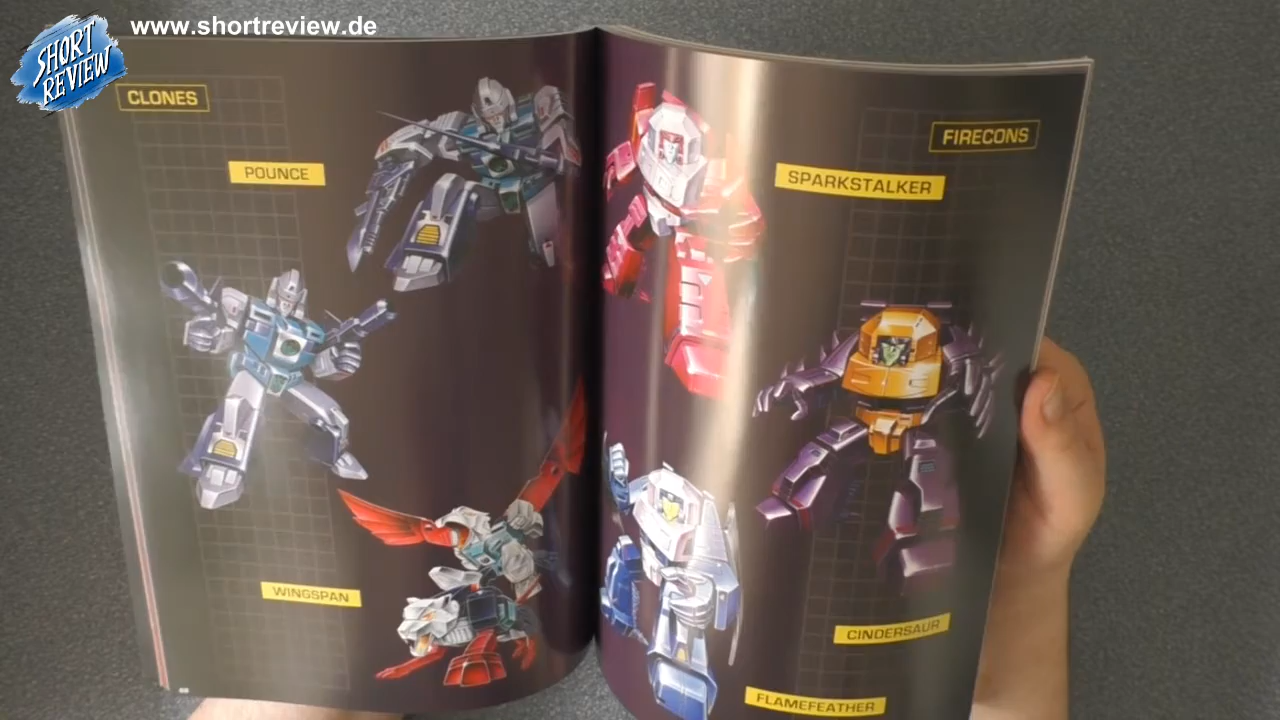 www.shortreview.de
SHORT
REVIEW
CLONES
POUNCE
WINGSPAN
FIRECONS
SPARKSTALKER
CINDERSAUR
FLAMEFEATHER